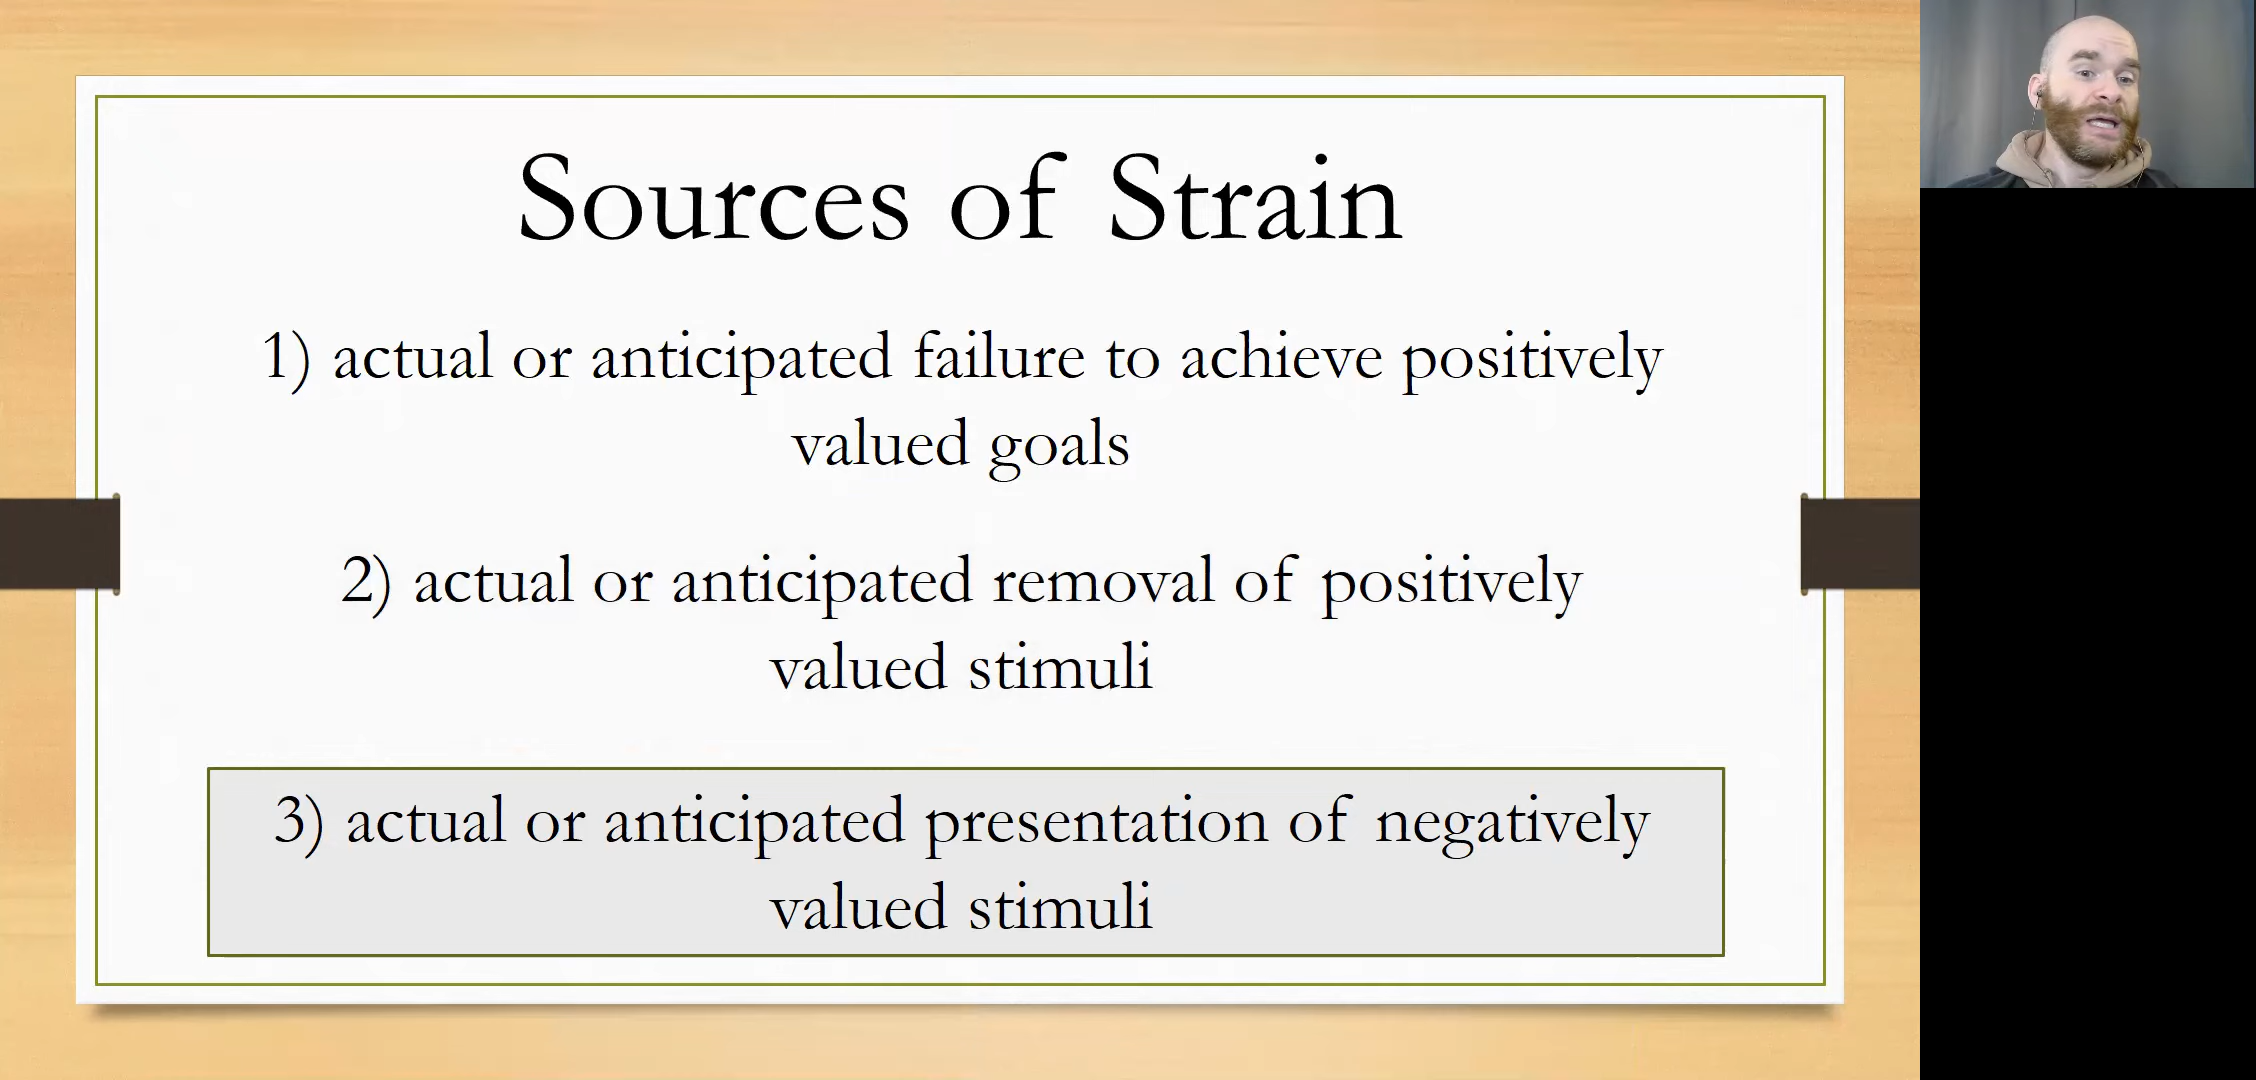 Sources of Strain
1) actual or anticipated failure to achieve positively
valued goals
2) actual or anticipated removal of positively
valued stimuli
3) actual or anticipated presentation of negatively
valued stimuli